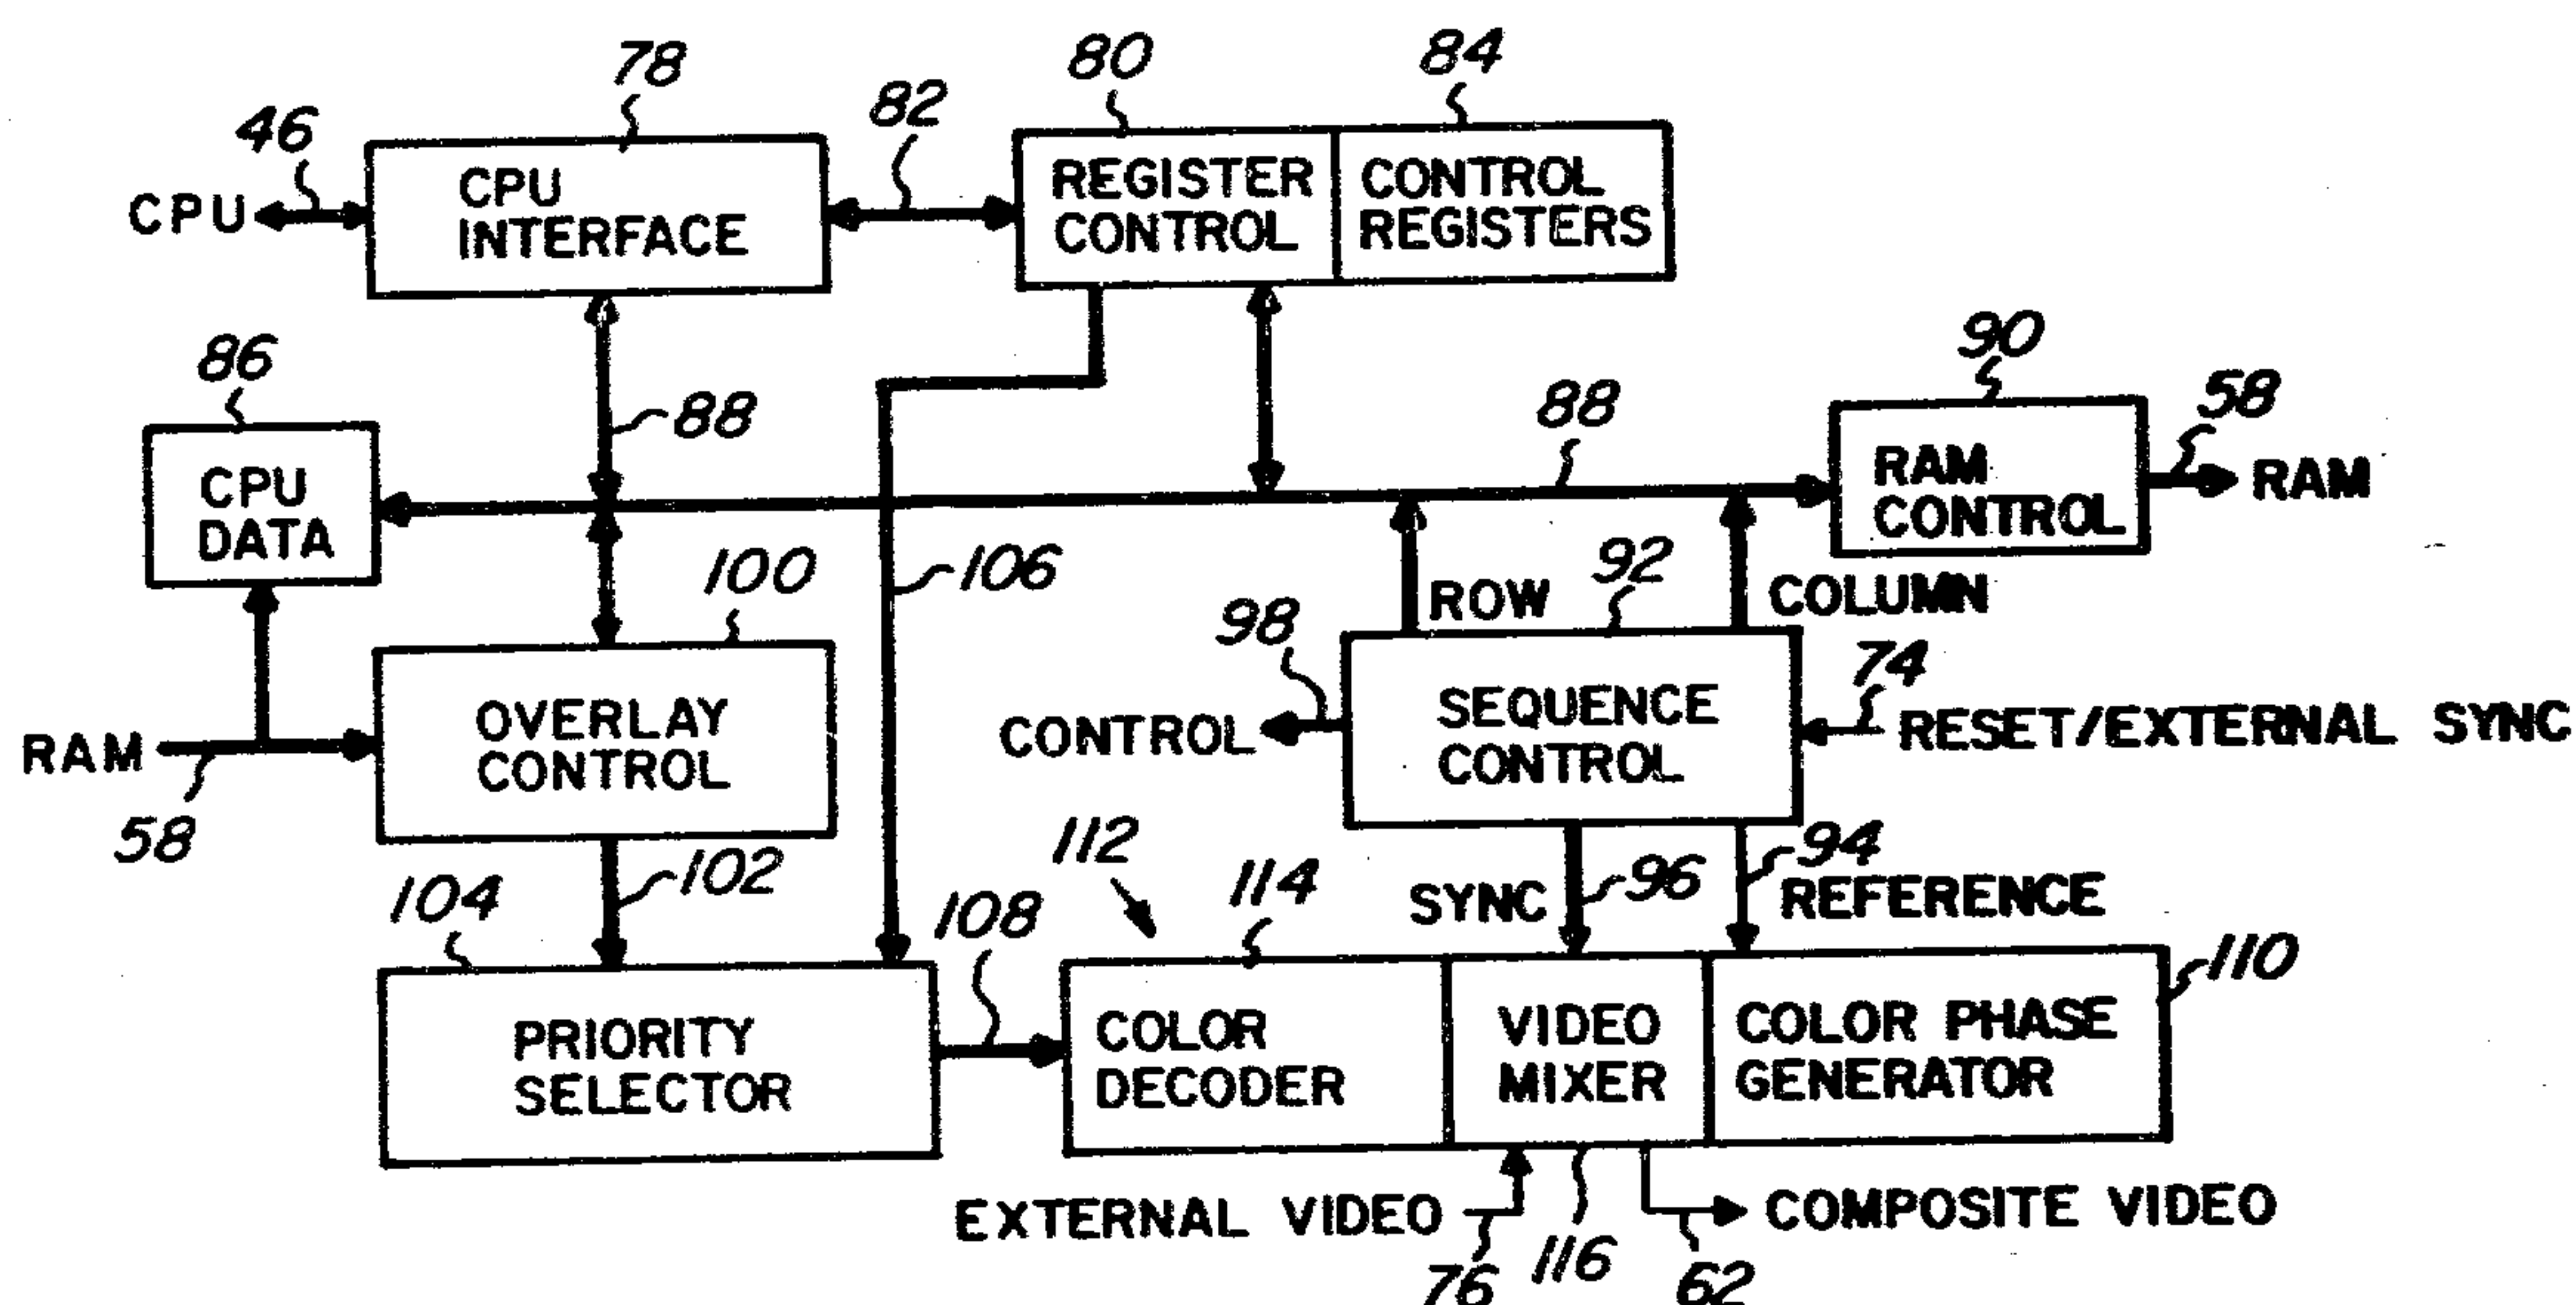 78
80
84
82
46
CPU
CPU
INTERFACE
REGISTER
CONTROL
CONTROL
REGISTERS
86
88
88
90
58
CPU
DATA
RAM
CONTROL
RAM
100
106
ROW
92
COLUMN
98
74
RAM
58
OVERLAY
CONTROL
CONTROL
SEQUENCE
CONTROL
RESET/EXTERNAL SYNC
102
104
108
112
114
SYNC
96
94
REFERENCE
110
PRIORITY
SELECTOR
COLOR
DECODER
VIDEO
MIXER
COLOR PHASE
GENERATOR
EXTERNAL VIDEO
76
116
62
COMPOSITE VIDEO